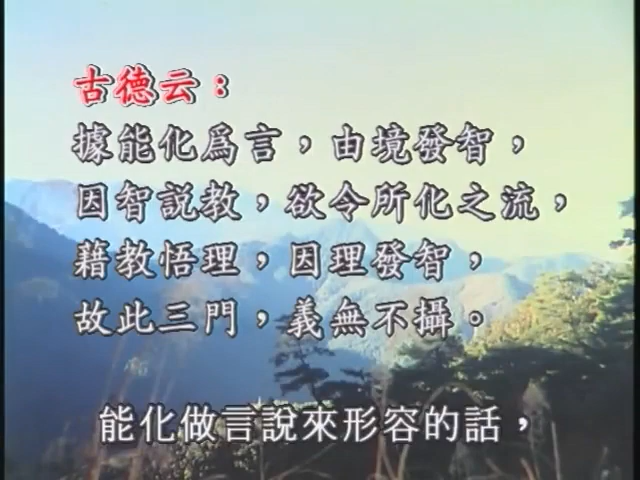 古德云：
據能化爲言，由境發智，
因智說教，欲令所化之流，
藉教悟理，因理發智，
故此三門，義無不攝。
能化做言說來形容的話，